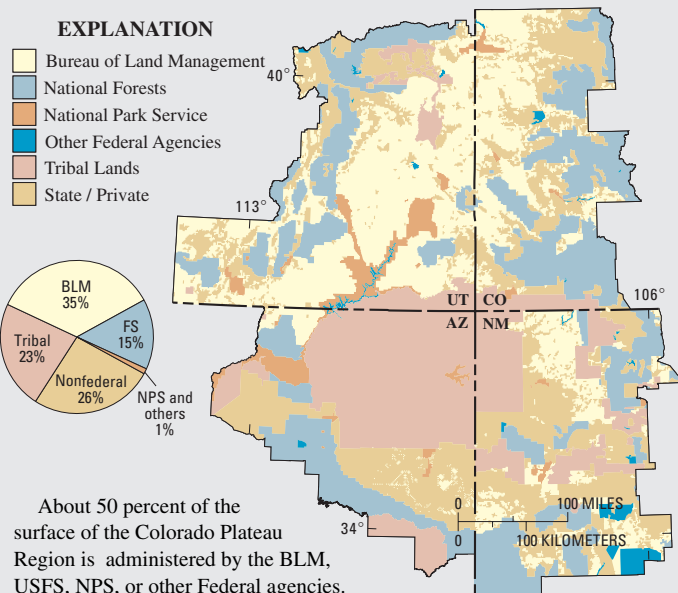 EXPLANATION
Bureau of Land Management
National Forests
National Park Service
Other Federal Agencies
Tribal Lands
State / Private
40°
113°
106°
34°
UT CO
AZ NM
BLM
35%
FS
15%
Tribal
23%
Nonfederal
26%
NPS and
others
1%
0 100 MILES
0 100 KILOMETERS
About 50 percent of the
surface of the Colorado Plateau
Region is administered by the BLM,
USFS, NPS, or other Federal agencies.